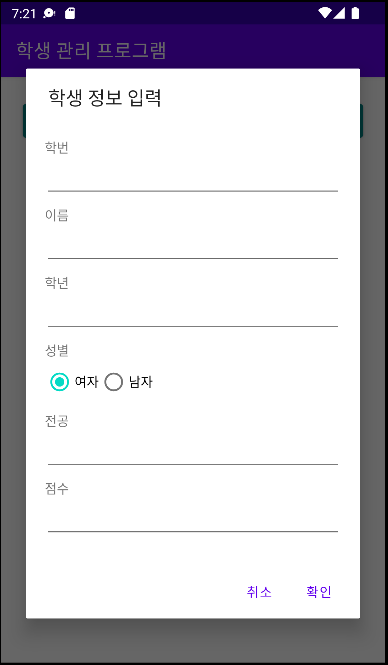 7:21
학생 관리 프로그램
학생 정보 입력
학번
이름
학년
성별
여자 남자
전공
점수
취소 확인